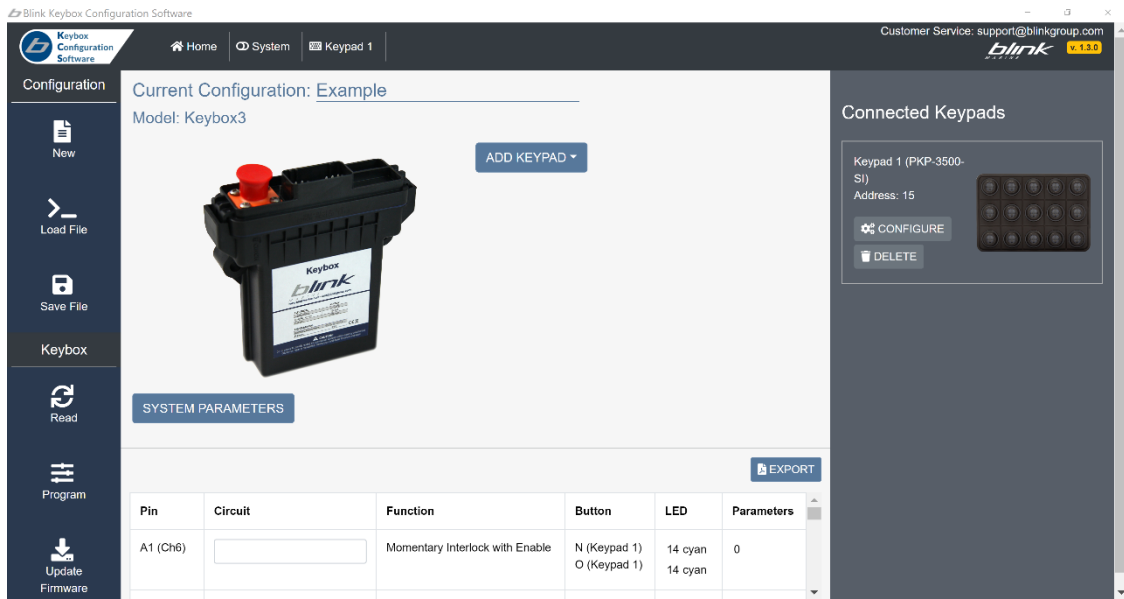 Blink Keybox Configuration Software
Keybox
Configuration
Software
Home
System
Keypad 1
Customer Service: support@blinkgroup.com
blink
MARINE
v. 1.3.0
Configuration
New
Load File
Save File
Keybox
Read
Program
Update
Firmware
Current Configuration: Example
Model: Keybox3
ADD KEYPAD
Keybox
blink
SYSTEM PARAMETERS
Connected Keypads
Keypad 1 (PKP-3500-
SI)
Address: 15
CONFIGURE
DELETE
EXPORT
Pin Circuit Function Button LED Parameters
A1 (Ch6) Momentary Interlock with Enable N (Keypad 1) 14 cyan 0
O (Keypad 1) 14 cyan